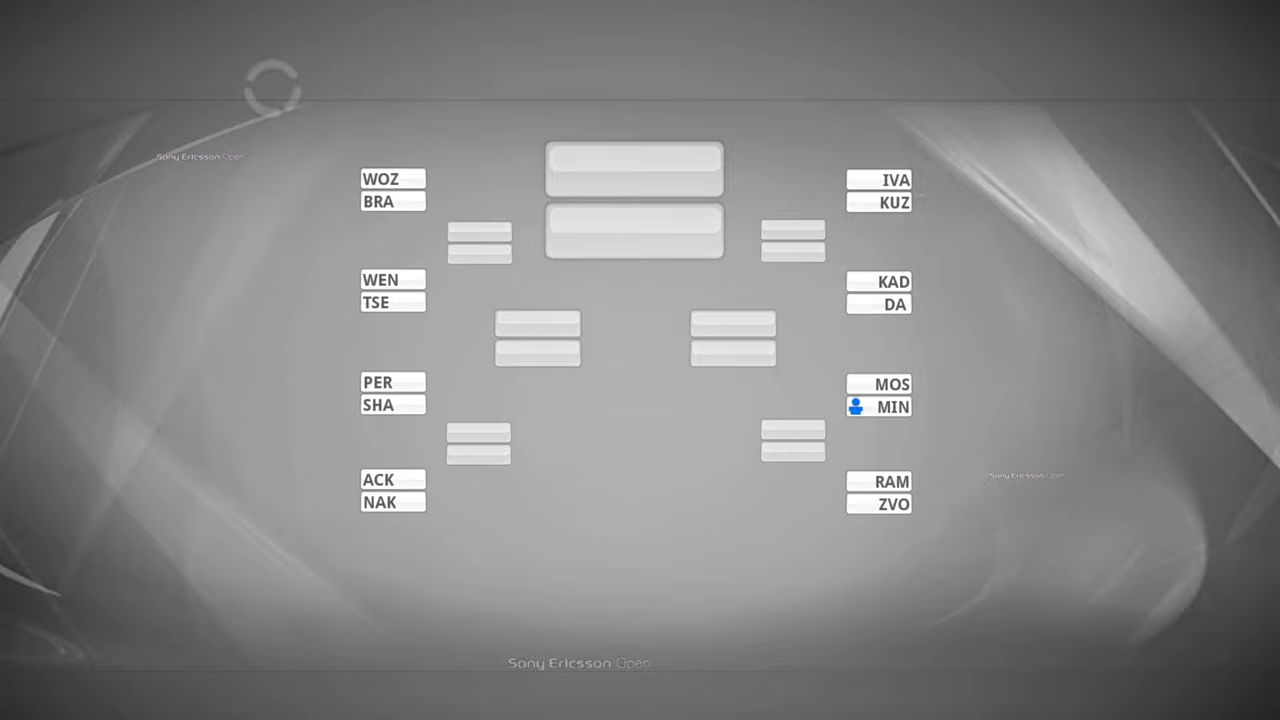 Sony Ericsson Open
WOZ
BRA
WEN
TSE
PER
SHA
ACK
NAK
IVA
KUZ
KAD
DA
MOS
MIN
RAM
ZVO
Sony Ericsson Open
Sony Ericsson Open